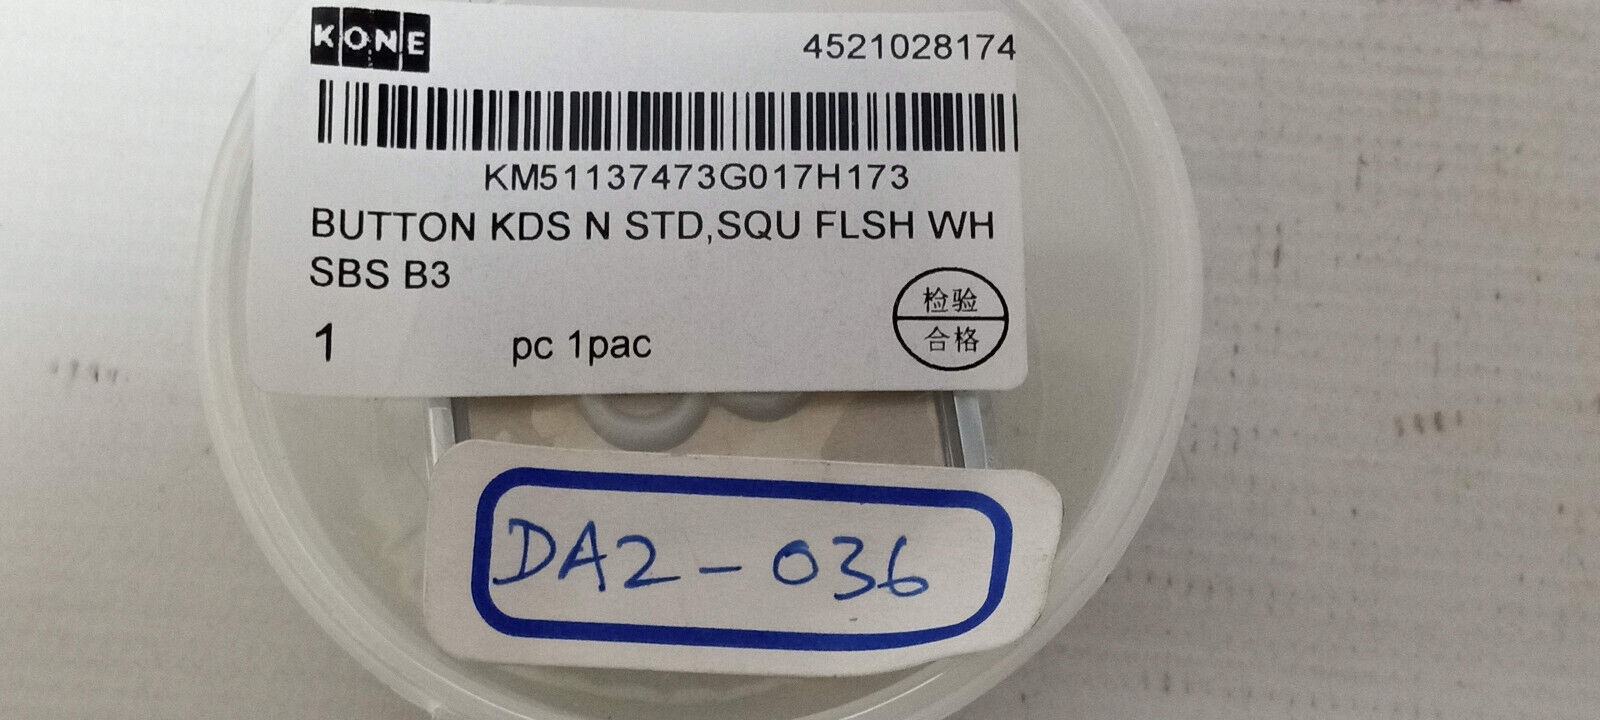 KONE
4521028174
KM51137473G017H173
BUTTON KDS N STD,SQU FLSH WH
SBS B3
1 pc 1pac
检验
合格
DA2-036